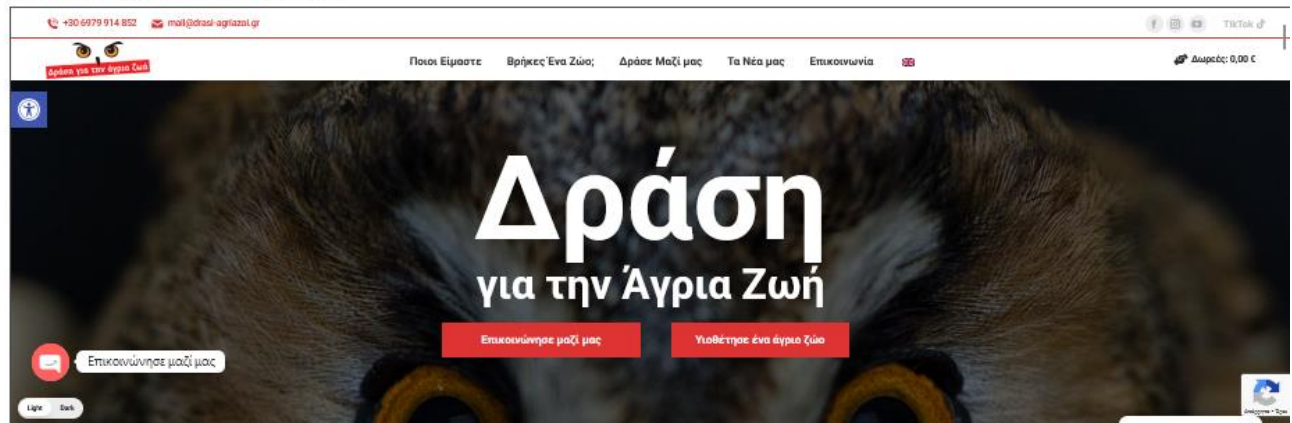 +30 6979 914 852 mail@drasi-agriazoi.gr TikTok
Δράση για την άγρια ζωή
Ποιοι Είμαστε Βρήκες Ένα Ζώο; Δράσε Μαζί μας Τα Νέα μας Επικοινωνία Δωρεές: 0,00 €
Δράση
για την Άγρια Ζωή
Επικοινώνησε μαζί μας Υιοθέτησε ένα άγριο ζώο
Επικοινώνησε μαζί μας
Light Dark